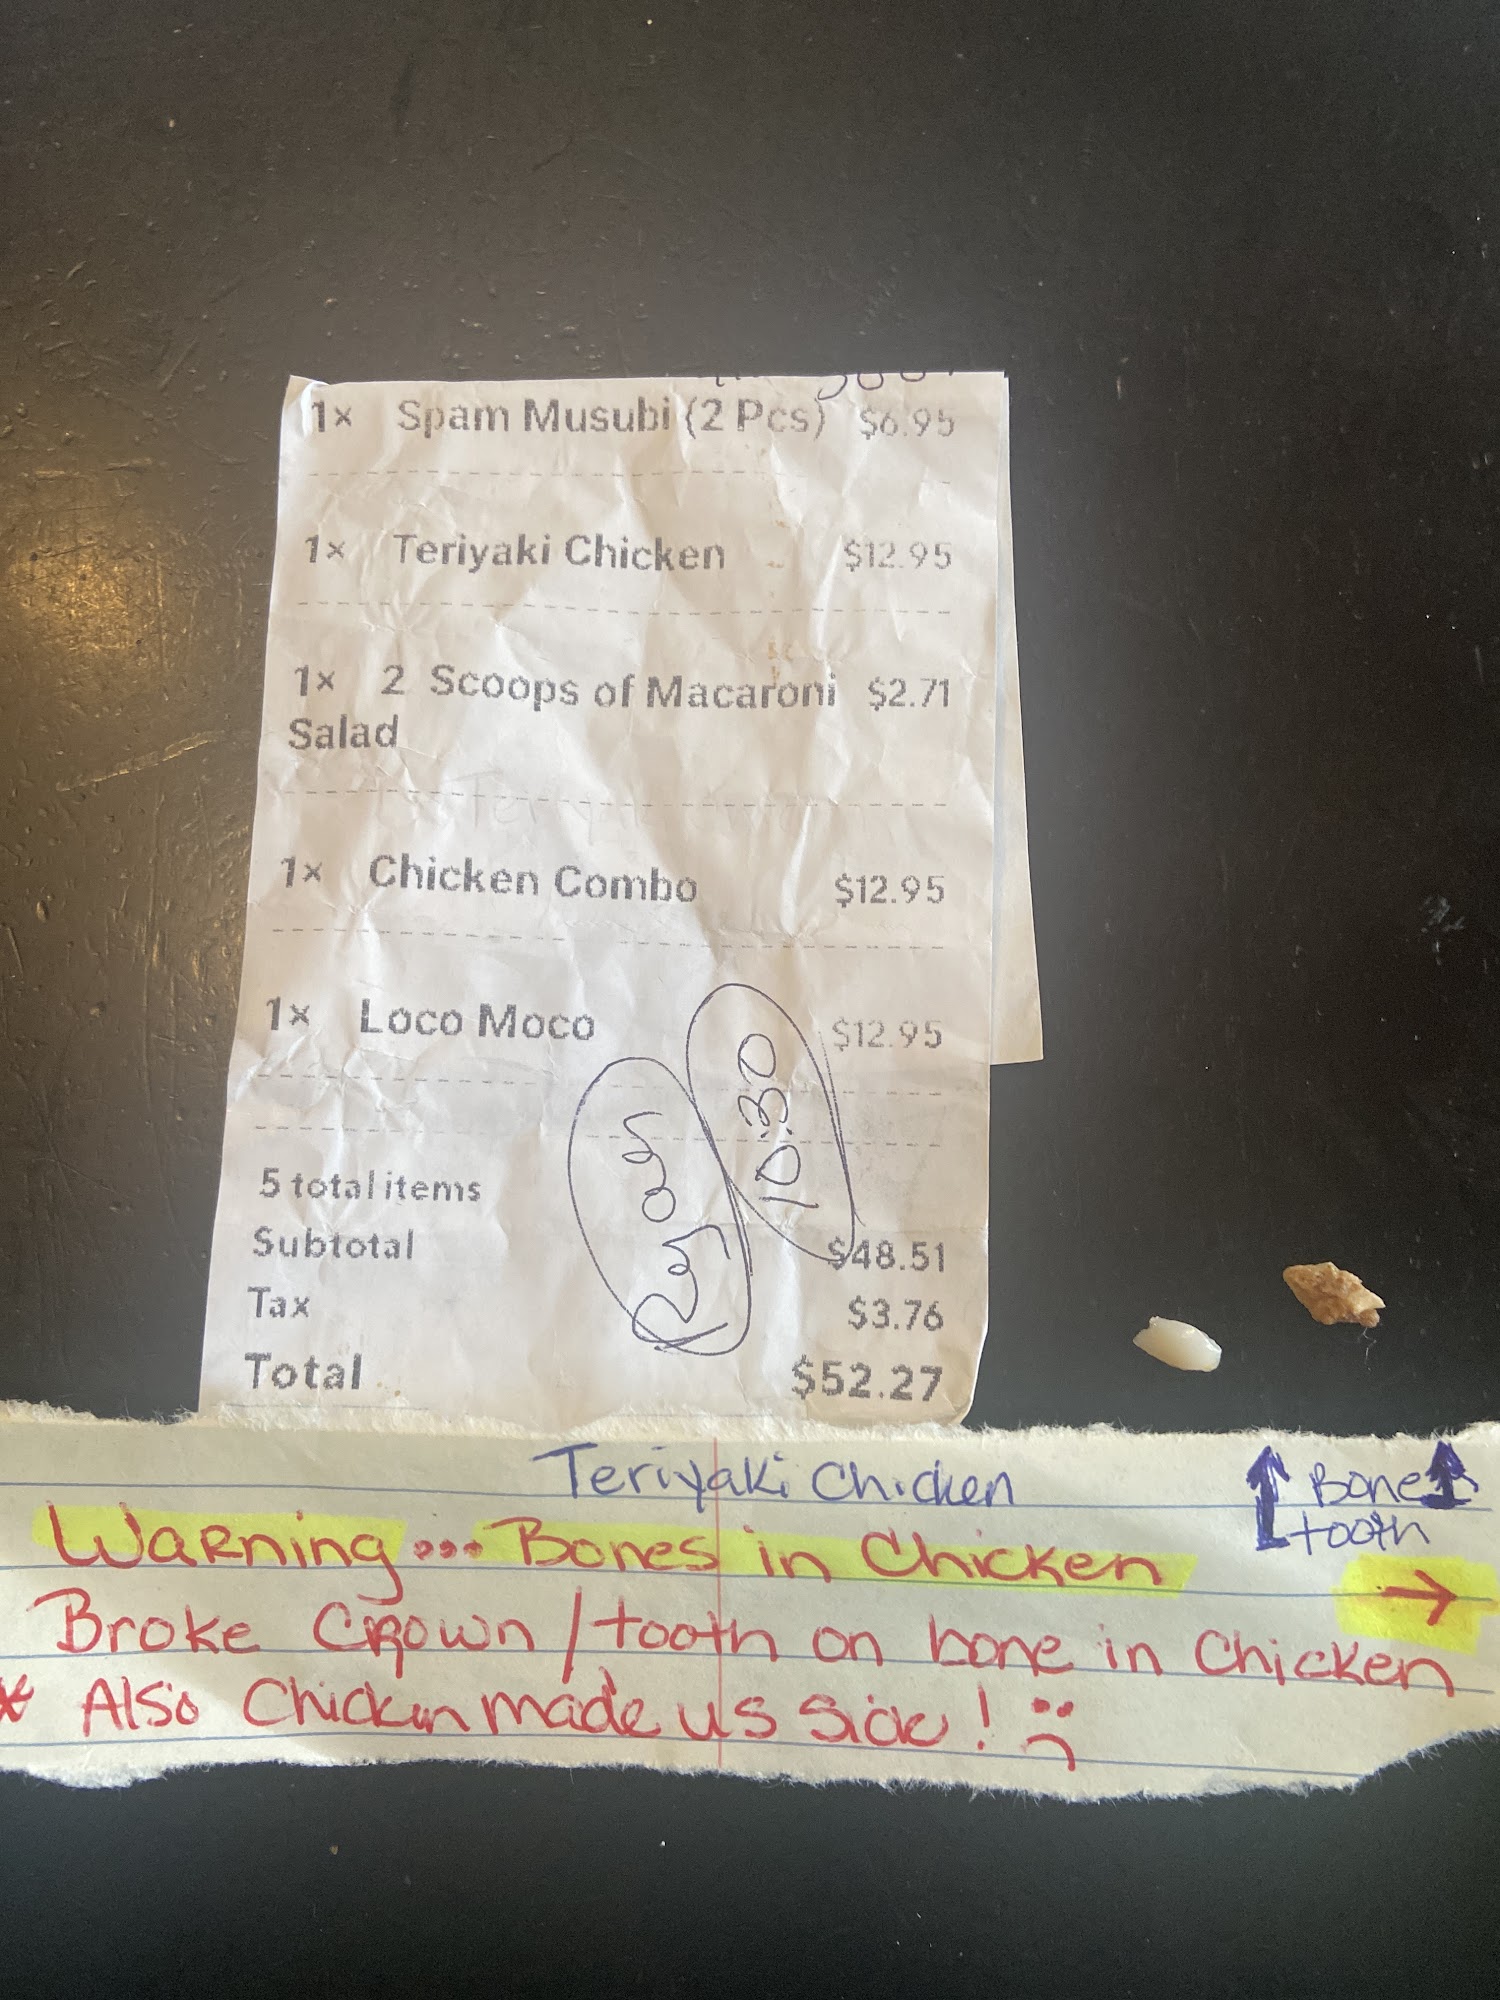 1x Spam Musubi (2 Pcs) $6.95
1x Teriyaki Chicken $12.95
1x 2 Scoops of Macaroni $2.71
Salad
1x Chicken Combo $12.95
1x Loco Moco $12.95
Ryan
10:30
5 total items
Subtotal $48.51
Tax $3.76
Total $52.27
Teriyaki Chicken
Bone
tooth
Warning... Bones in Chicken
Broke Crown/tooth on bone in Chicken
* Also Chicken made us sick!